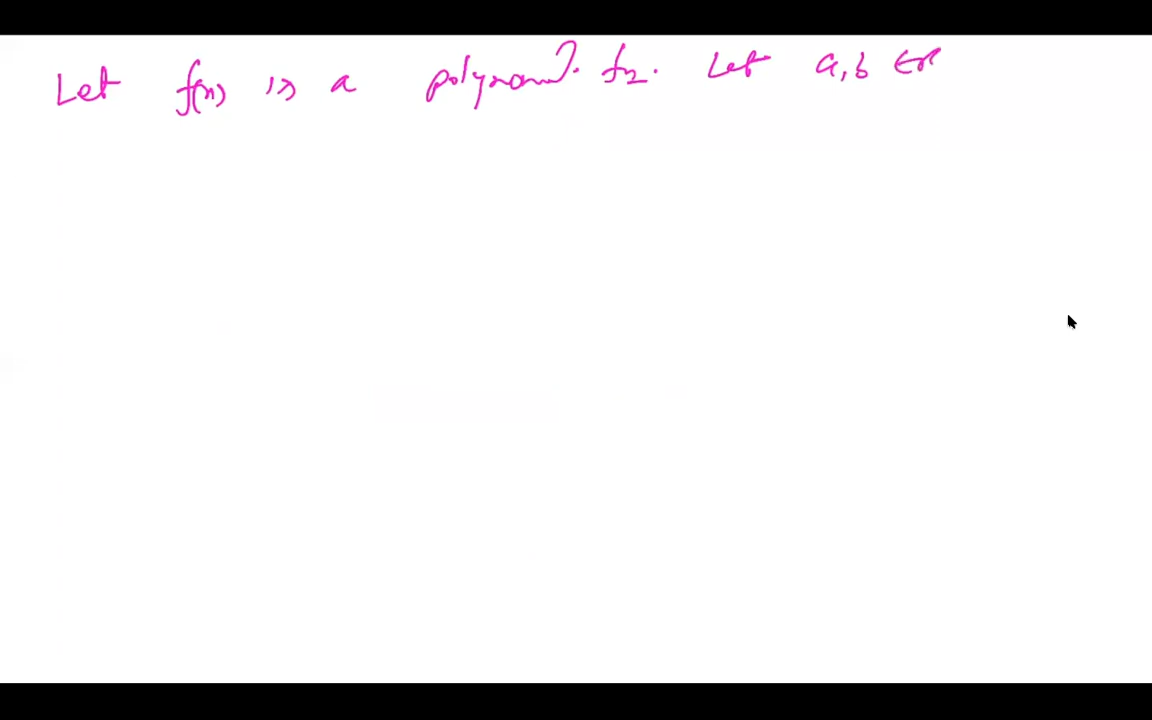 Let f(x) is a polynomial fn. Let a, b ∈ R